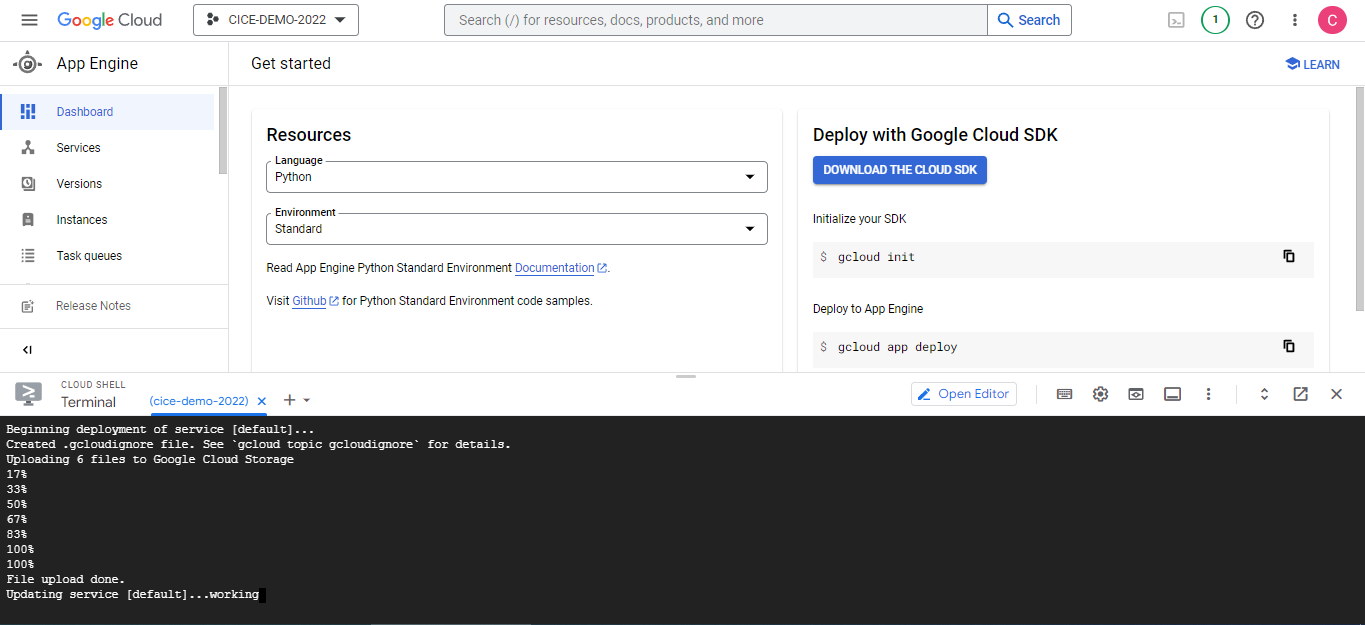 Google Cloud
CICE-DEMO-2022
Search (/) for resources, docs, products, and more
Search
1
C
App Engine
Get started
LEARN
Dashboard
Services
Versions
Instances
Task queues
Release Notes
Resources
Language
Python
Environment
Standard
Read App Engine Python Standard Environment Documentation.
Visit Github for Python Standard Environment code samples.
Deploy with Google Cloud SDK
DOWNLOAD THE CLOUD SDK
Initialize your SDK
$ gcloud init
Deploy to App Engine
$ gcloud app deploy
CLOUD SHELL
Terminal
(cice-demo-2022)
Open Editor
Beginning deployment of service [default]...
Created .gcloudignore file. See `gcloud topic gcloudignore` for details.
Uploading 6 files to Google Cloud Storage
17%
33%
50%
67%
83%
100%
100%
File upload done.
Updating service [default]...working